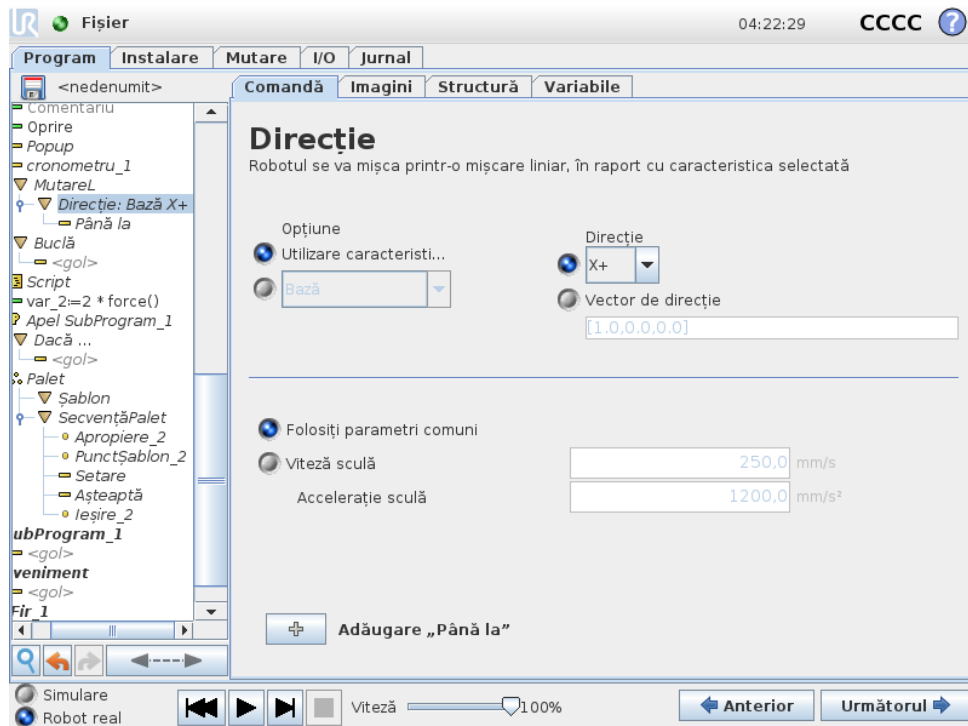 UR Fișier 04:22:29 CCCC ?
Program Instalare Mutare I/O Jurnal
<nedenumit>
Comandă Imagini Structură Variabile
Comentariu
Oprire
Popup
cronometru_1
MutareL
Direcție: Bază X+
Până la
Buclă
<gol>
Script
var_2:=2 * force()
Apel SubProgram_1
Dacă ...
<gol>
Palet
Șablon
SecvențăPalet
Apropiere_2
PunctȘablon_2
Setare
Așteaptă
Ieșire_2
ubProgram_1
<gol>
veniment
<gol>
Fir_1
Direcție
Robotul se va mișca printr-o mișcare liniar, în raport cu caracteristica selectată
Opțiune
Utilizare caracteristi...
Bază
Direcție
X+
Vector de direcție
[1.0,0.0,0.0]
Folosiți parametri comuni
Viteză sculă 250,0 mm/s
Accelerație sculă 1200,0 mm/s²
Adăugare „Până la”
Simulare
Robot real
Viteză 100%
Anterior Următorul